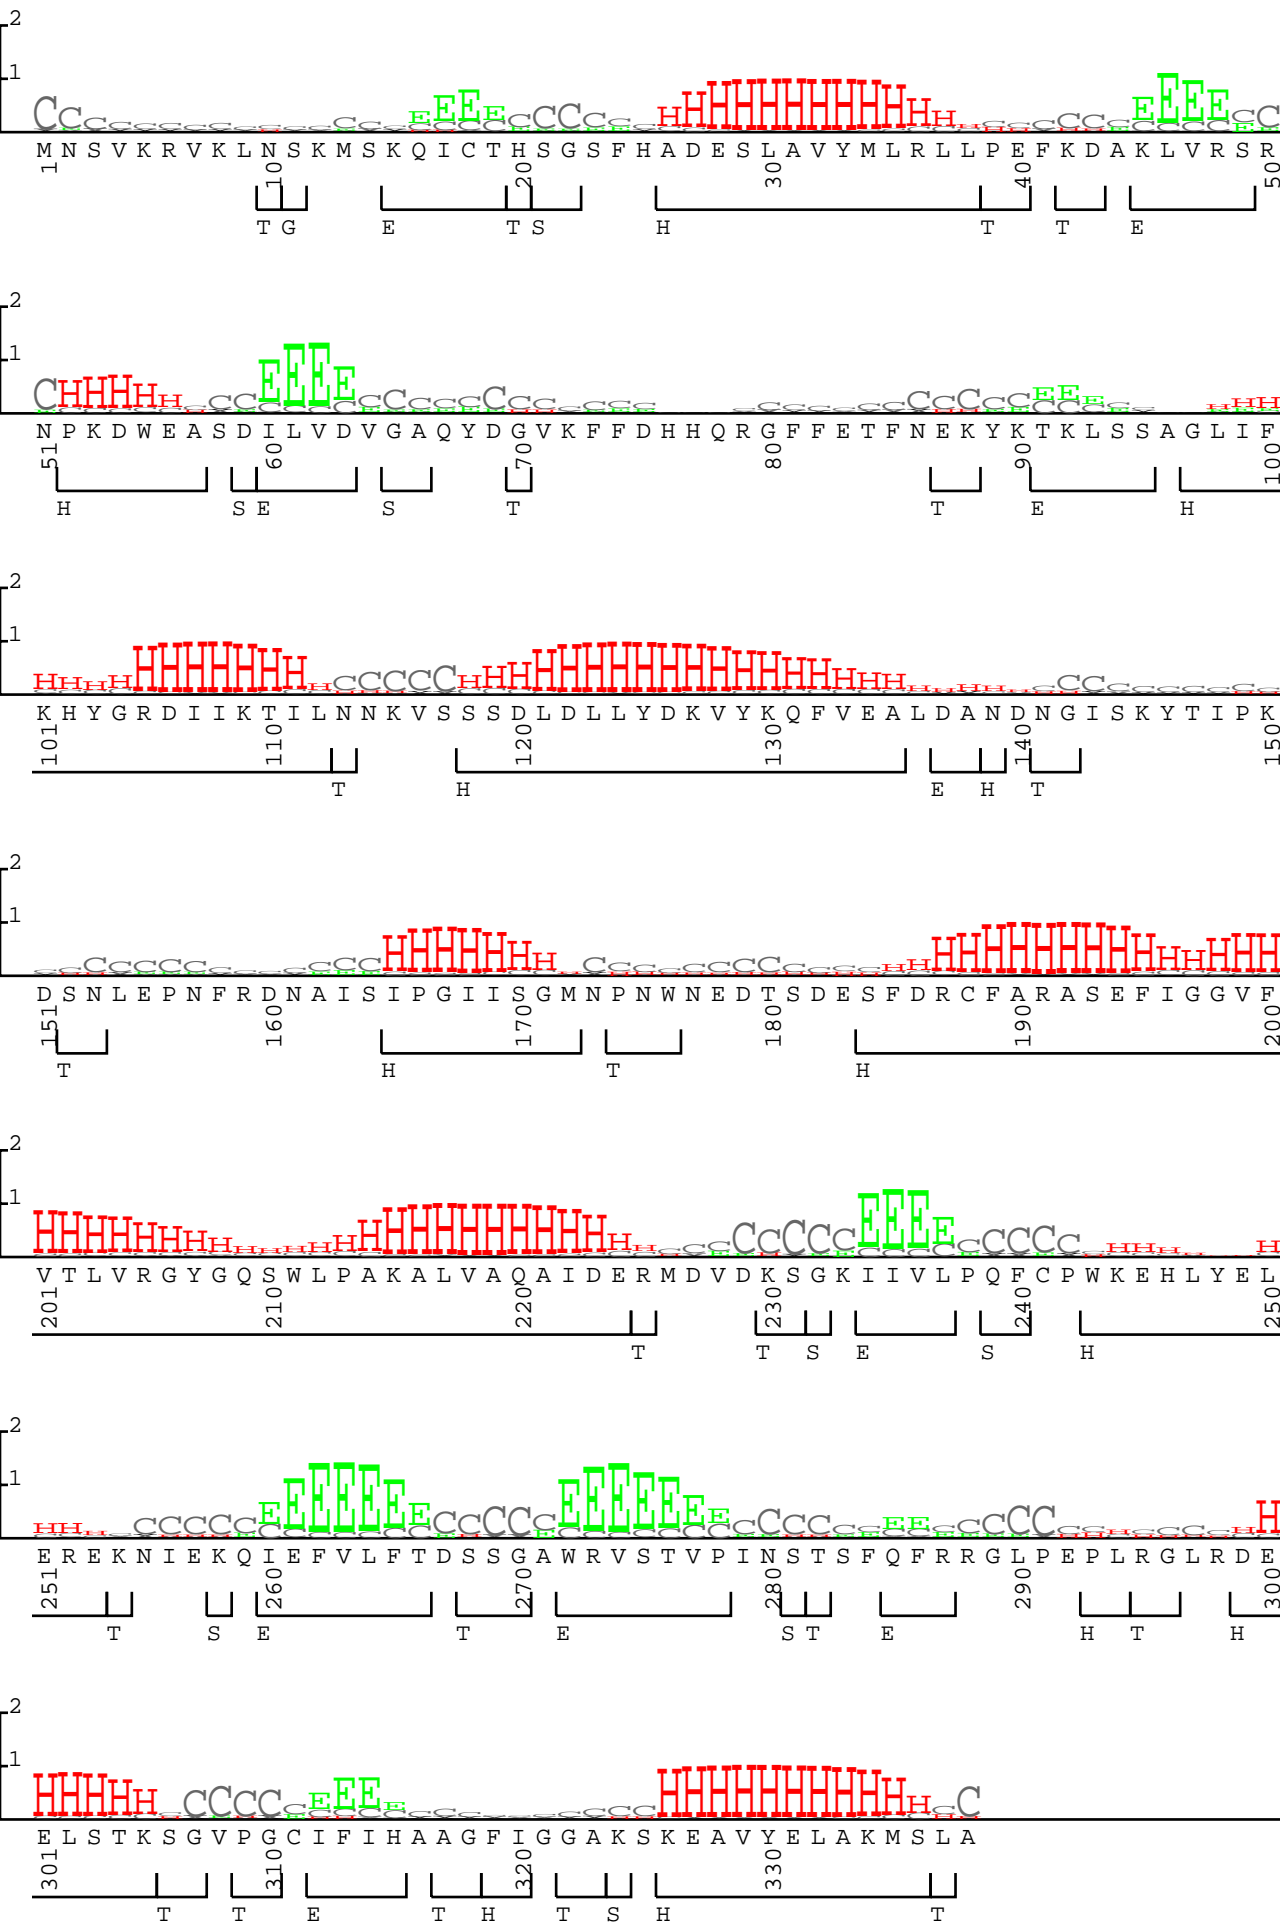 2
1
M N S V K R V K L N S K M S K Q I C T H S G S F H A D E S L A V Y M L R L L P E F K D A K L V R S R
1 10 20 30 40 50
T G E T S H T T E
2
1
N P K D W E A S D I L V D V G A Q Y D G V K F F D H H Q R G F F E T F N E K Y K T K L S S A G L I F
51 60 70 80 90 100
H S E S T T E H
2
1
K H Y G R D I I K T I L N N K V S S S D L D L L Y D K V Y K Q F V E A L D A N D N G I S K Y T I P K
101 110 120 130 140 150
T H E H T
2
1
D S N L E P N F R D N A I S I P G I I S G M N P N W N E D T S D E S F D R C F A R A S E F I G G V F
151 160 170 180 190 200
T H T H
2
1
V T L V R G Y G Q S W L P A K A L V A Q A I D E R M D V D K S G K I I V L P Q F C P W K E H L Y E L
201 210 220 230 240 250
T T S E S H
2
1
E R E K N I E K Q I E F V L F T D S S G A W R V S T V P I N S T S F Q F R R G L P E P L R G L R D E
251 260 270 280 290 300
T S E T E S T E H T H
2
1
E L S T K S G V P G C I F I H A A G F I G G A K S K E A V Y E L A K M S L A
301 310 320 330
T T E T H T S H T